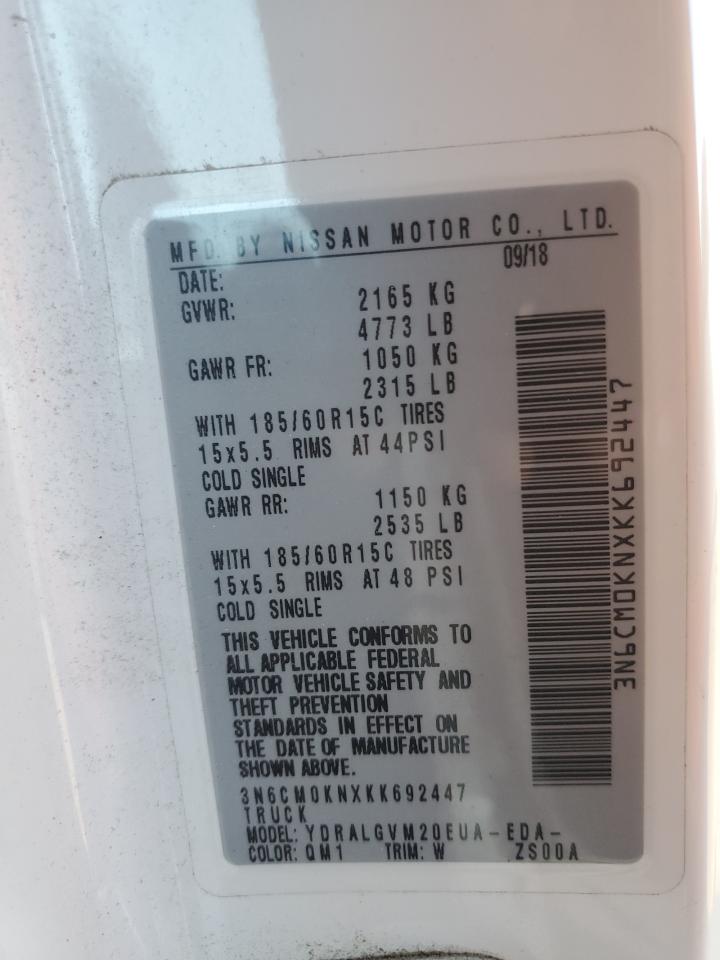 MFD. BY NISSAN MOTOR CO., LTD.
DATE: 09/18
GVWR: 2165 KG
4773 LB
GAWR FR: 1050 KG
2315 LB
WITH 185/60R15C TIRES
15x5.5 RIMS AT 44PSI
COLD SINGLE
GAWR RR: 1150 KG
2535 LB
WITH 185/60R15C TIRES
15x5.5 RIMS AT 48 PSI
COLD SINGLE
THIS VEHICLE CONFORMS TO
ALL APPLICABLE FEDERAL
MOTOR VEHICLE SAFETY AND
THEFT PREVENTION
STANDARDS IN EFFECT ON
THE DATE OF MANUFACTURE
SHOWN ABOVE.
3N6CM0KNXKK692447
TRUCK
MODEL: YDRALGVM20EUA-EDA-
COLOR: QM1 TRIM: W ZS00A
3N6CM0KNXKK692447